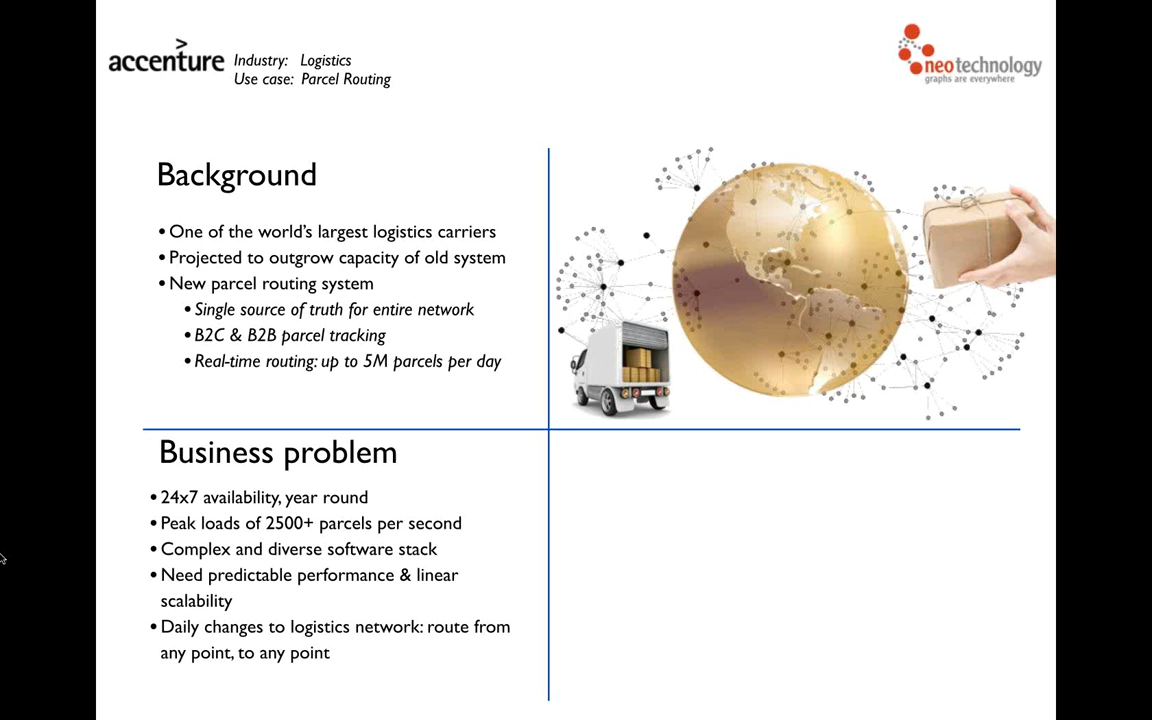 accenture
Industry: Logistics
Use case: Parcel Routing
neotechnology
graphs are everywhere
Background
• One of the world’s largest logistics carriers
• Projected to outgrow capacity of old system
• New parcel routing system
• Single source of truth for entire network
• B2C & B2B parcel tracking
• Real-time routing: up to 5M parcels per day
Business problem
• 24x7 availability, year round
• Peak loads of 2500+ parcels per second
• Complex and diverse software stack
• Need predictable performance & linear
scalability
• Daily changes to logistics network: route from
any point, to any point